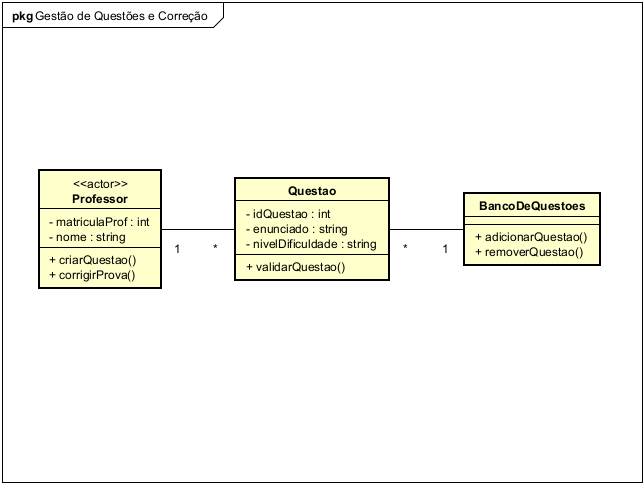 pkg Gestão de Questões e Correção
<<actor>>
Professor
- matriculaProf : int
- nome : string
+ criarQuestao()
+ corrigirProva()
1
*
Questao
- idQuestao : int
- enunciado : string
- nivelDificuldade : string
+ validarQuestao()
*
1
BancoDeQuestoes
+ adicionarQuestao()
+ removerQuestao()